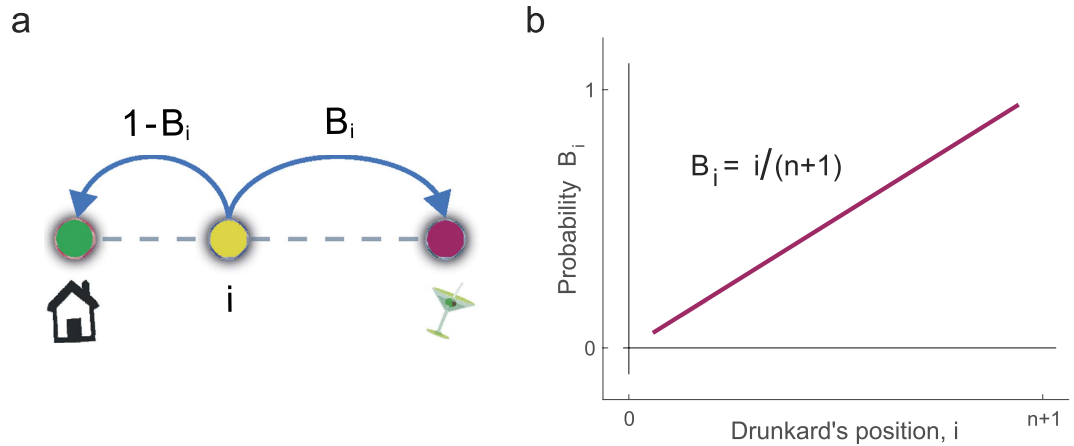 a
1-Bᵢ
Bᵢ
i
b
Probability Bᵢ
1
0
Bᵢ = i/(n+1)
0
n+1
Drunkard's position, i